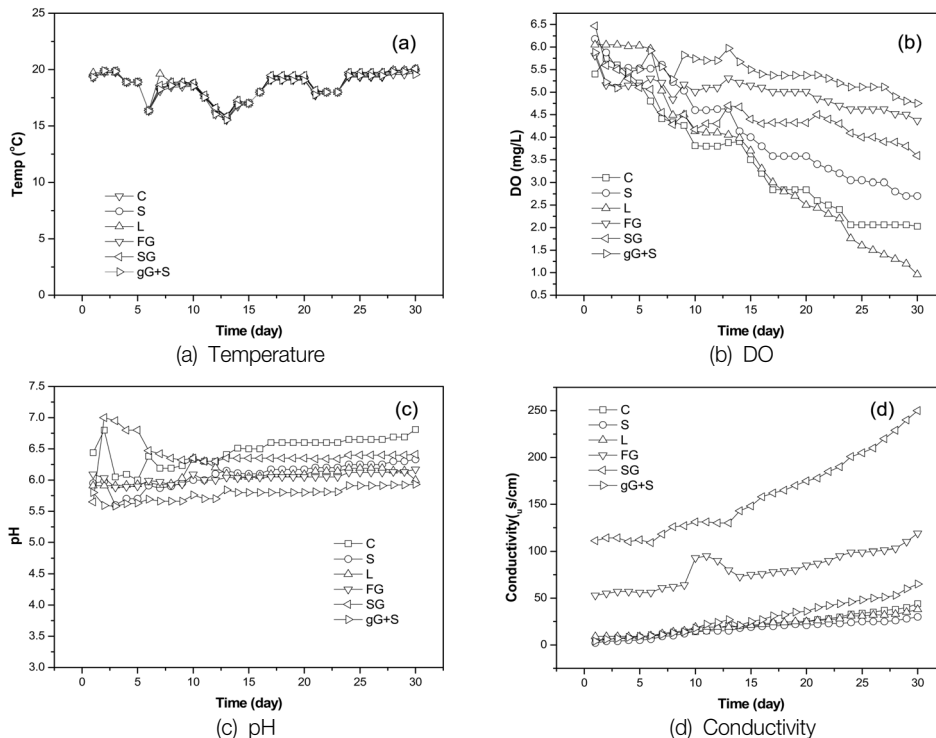 (a)
Temp (°C)
25
20
15
10
5
0
C
S
L
FG
SG
gG+S
0 5 10 15 20 25 30
Time (day)
(a) Temperature
(b)
DO (mg/L)
6.5
6.0
5.5
5.0
4.5
4.0
3.5
3.0
2.5
2.0
1.5
1.0
0.5
C
S
L
FG
SG
gG+S
0 5 10 15 20 25 30
Time (day)
(b) DO
(c)
pH
7.5
7.0
6.5
6.0
5.5
5.0
4.5
4.0
3.5
3.0
C
S
L
FG
SG
gG+S
0 5 10 15 20 25 30
Time (day)
(c) pH
(d)
Conductivity(us/cm)
250
200
150
100
50
0
C
S
L
FG
SG
gG+S
0 5 10 15 20 25 30
Time (day)
(d) Conductivity